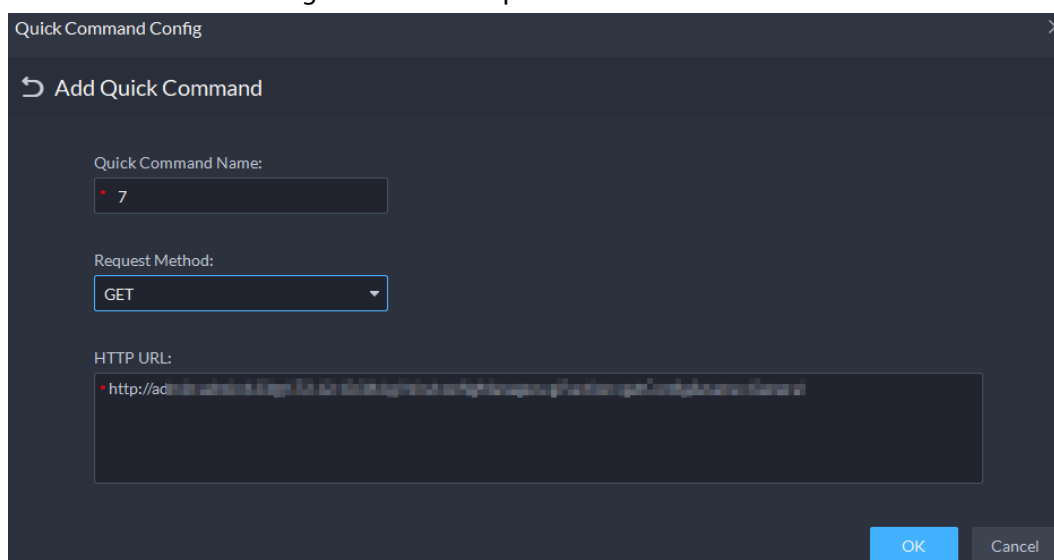 Quick Command Config
Add Quick Command
Quick Command Name:
* 7
Request Method:
GET
HTTP URL:
* http://ad
OK Cancel